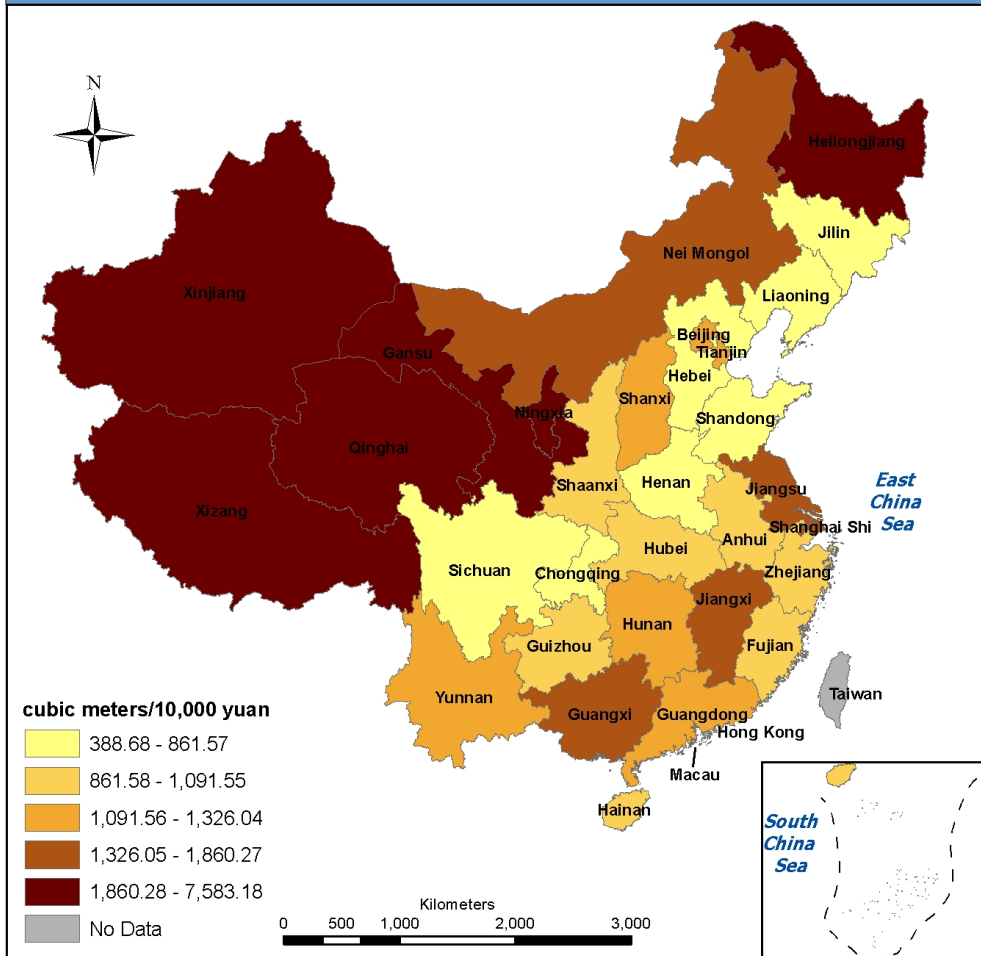 N
Heilongjiang
Jilin
Nei Mongol
Liaoning
Xinjiang
Beijing
Tianjin
Gansu
Hebei
Shanxi
Ningxia
Shandong
Qinghai
Henan
Shaanxi
Jiangsu
East
China
Sea
Xizang
Shanghai Shi
Anhui
Hubei
Sichuan
Chongqing
Zhejiang
Jiangxi
Hunan
Guizhou
Fujian
Yunnan
Taiwan
Guangxi
Guangdong
Hong Kong
Macau
Hainan
South
China
Sea
cubic meters/10,000 yuan
388.68 - 861.57
861.58 - 1,091.55
1,091.56 - 1,326.04
1,326.05 - 1,860.27
1,860.28 - 7,583.18
No Data
Kilometers
0 500 1,000 2,000 3,000